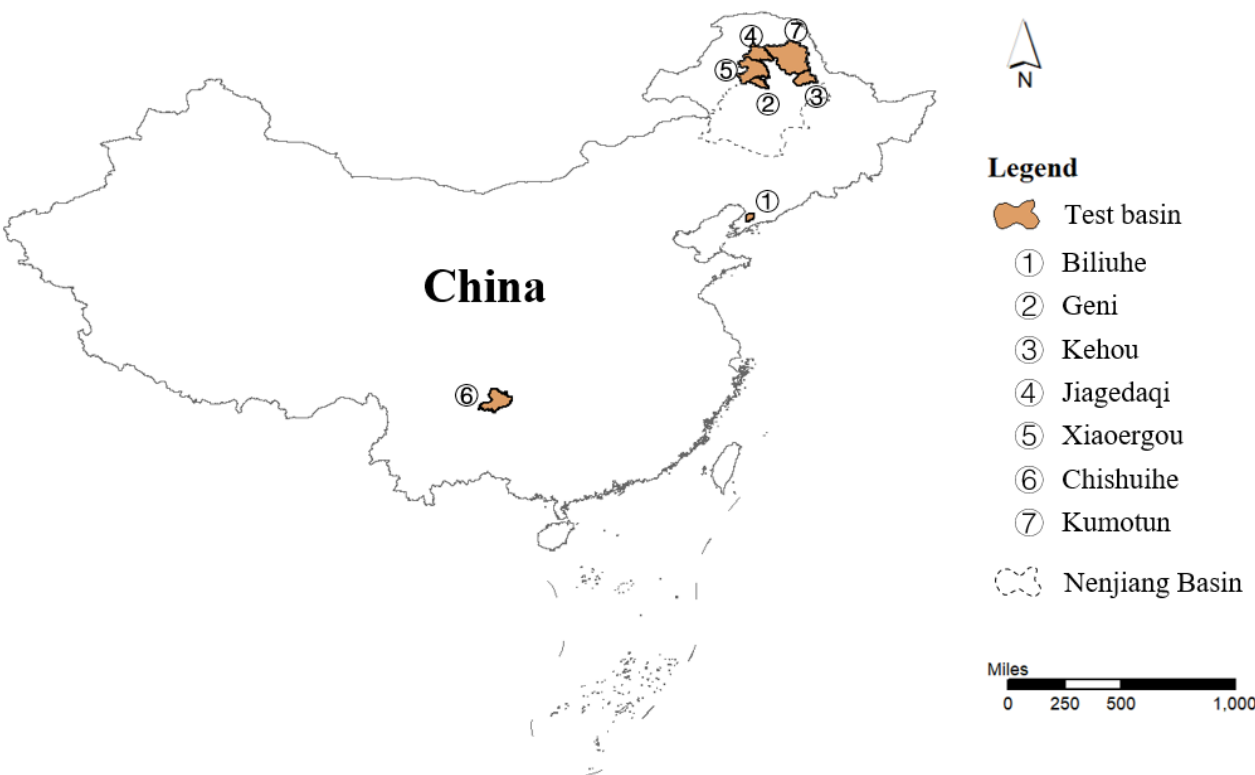 ④
⑦
⑤
②
③
N
①
China
⑥
Legend
Test basin
① Biliuhe
② Geni
③ Kehou
④ Jiagedaqi
⑤ Xiaoergou
⑥ Chishuihe
⑦ Kumotun
Nenjiang Basin
Miles
0 250 500 1,000